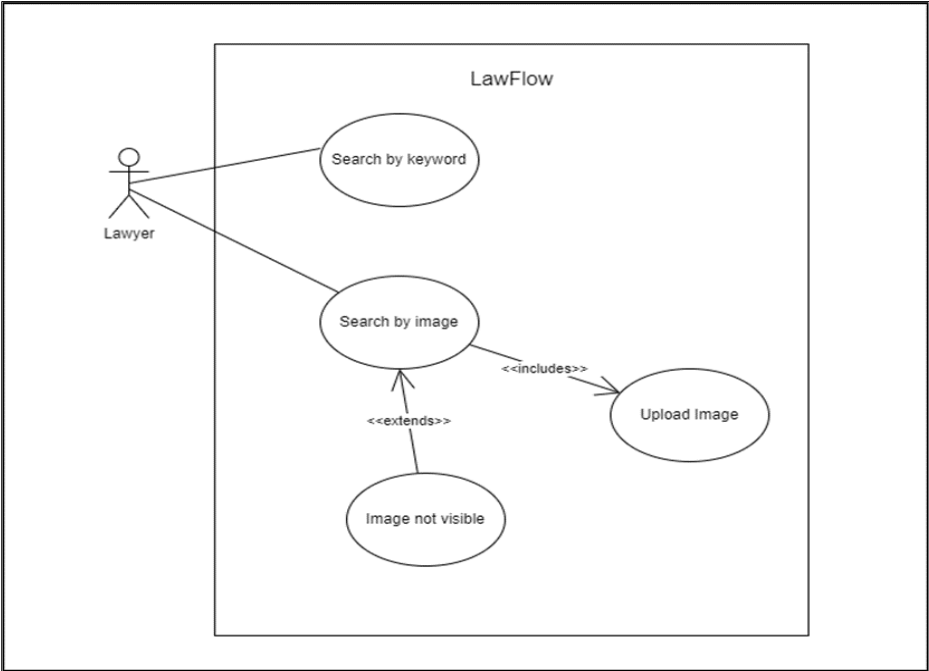 LawFlow
Search by keyword
Lawyer
Search by image
<<includes>>
Upload Image
<<extends>>
Image not visible